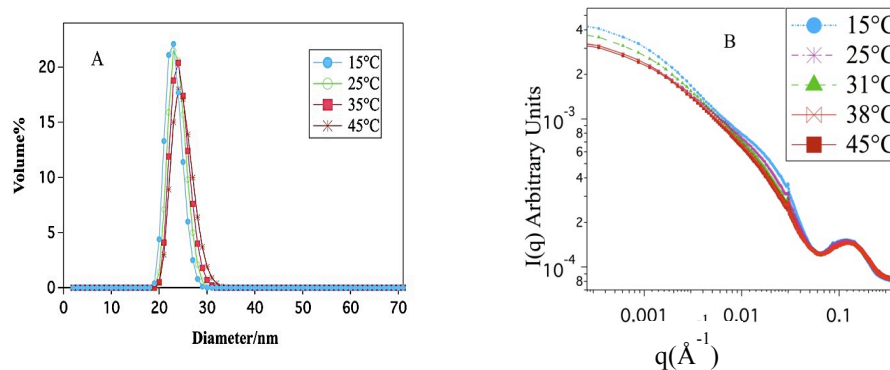 A
15°C
25°C
35°C
45°C
20
15
10
5
0
0 10 20 30 40 50 60 70
Volume%
Diameter/nm
B
15°C
25°C
31°C
38°C
45°C
4
2
10-3
8
6
4
2
10-4
8
0.001 -1 0.01 0.1
I(q) Arbitrary Units
q(Å-1)